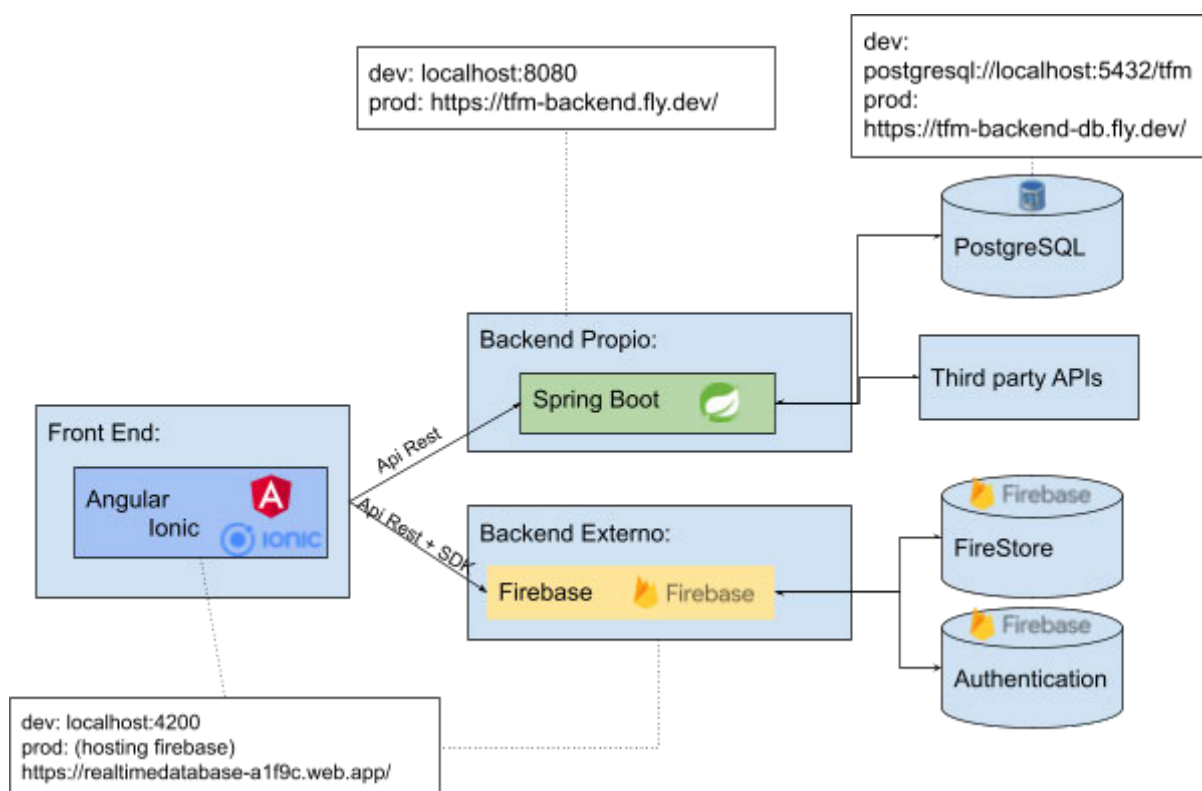 dev: localhost:8080
prod: https://tfm-backend.fly.dev/
dev:
postgresql://localhost:5432/tfm
prod:
https://tfm-backend-db.fly.dev/
PostgreSQL
Backend Propio:
Spring Boot
Third party APIs
Front End:
Angular
Ionic
IONIC
Api Rest
Api Rest + SDK
Backend Externo:
Firebase
Firebase
Firebase
FireStore
Firebase
Authentication
dev: localhost:4200
prod: (hosting firebase)
https://realtimedatabase-a1f9c.web.app/